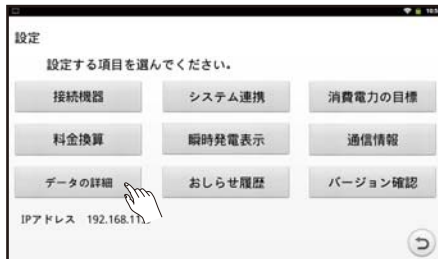 10:5
設定
設定する項目を選んでください。
接続機器 システム連携 消費電力の目標
料金換算 瞬時発電表示 通信情報
データの詳細 おしらせ履歴 バージョン確認
IPアドレス 192.168.11